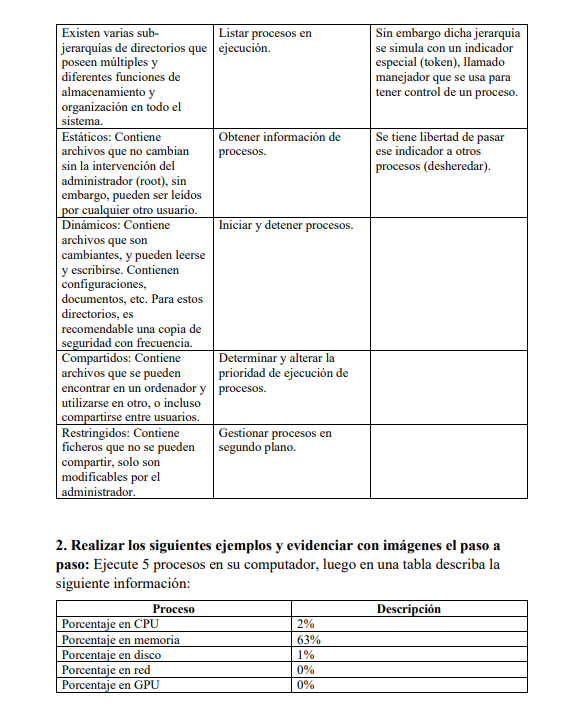 Existen varias sub-
jerarquías de directorios que
poseen múltiples y
diferentes funciones de
almacenamiento y
organización en todo el
sistema.
Listar procesos en
ejecución.
Sin embargo dicha jerarquía
se simula con un indicador
especial (token), llamado
manejador que se usa para
tener control de un proceso.
Estáticos: Contiene
archivos que no cambian
sin la intervención del
administrador (root), sin
embargo, pueden ser leídos
por cualquier otro usuario.
Obtener información de
procesos.
Se tiene libertad de pasar
ese indicador a otros
procesos (desheredar).
Dinámicos: Contiene
archivos que son
cambiantes, y pueden leerse
y escribirse. Contienen
configuraciones,
documentos, etc. Para estos
directorios, es
recomendable una copia de
seguridad con frecuencia.
Iniciar y detener procesos.
Compartidos: Contiene
archivos que se pueden
encontrar en un ordenador y
utilizarse en otro, o incluso
compartirse entre usuarios.
Determinar y alterar la
prioridad de ejecución de
procesos.
Restringidos: Contiene
ficheros que no se pueden
compartir, solo son
modificables por el
administrador.
Gestionar procesos en
segundo plano.
2. Realizar los siguientes ejemplos y evidenciar con imágenes el paso a
paso: Ejecute 5 procesos en su computador, luego en una tabla describa la
siguiente información:
Proceso Descripción
Porcentaje en CPU 2%
Porcentaje en memoria 63%
Porcentaje en disco 1%
Porcentaje en red 0%
Porcentaje en GPU 0%